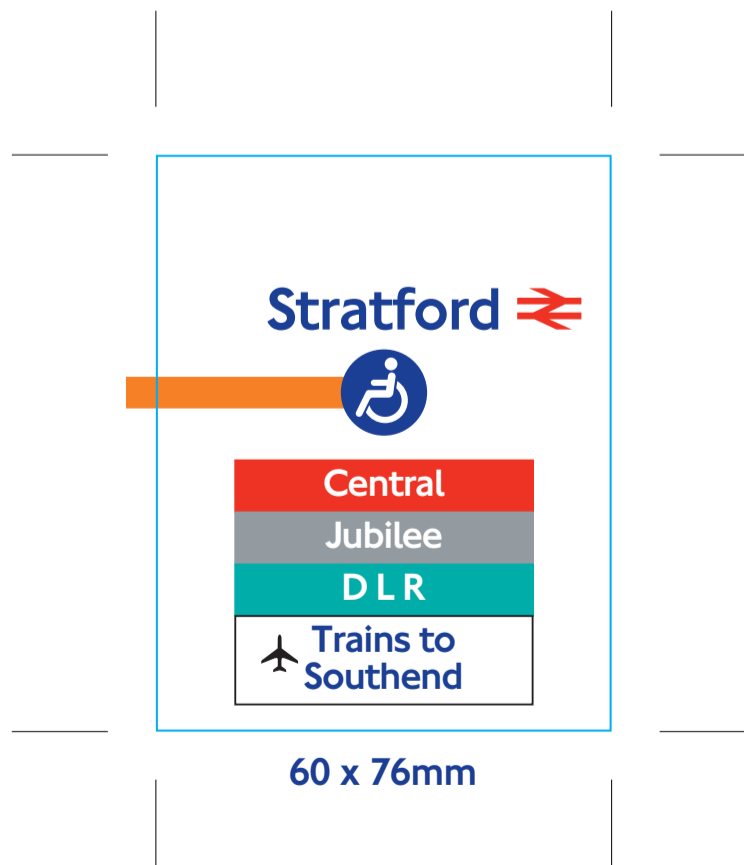 Stratford
Central
Jubilee
DLR
Trains to
Southend
60 x 76mm